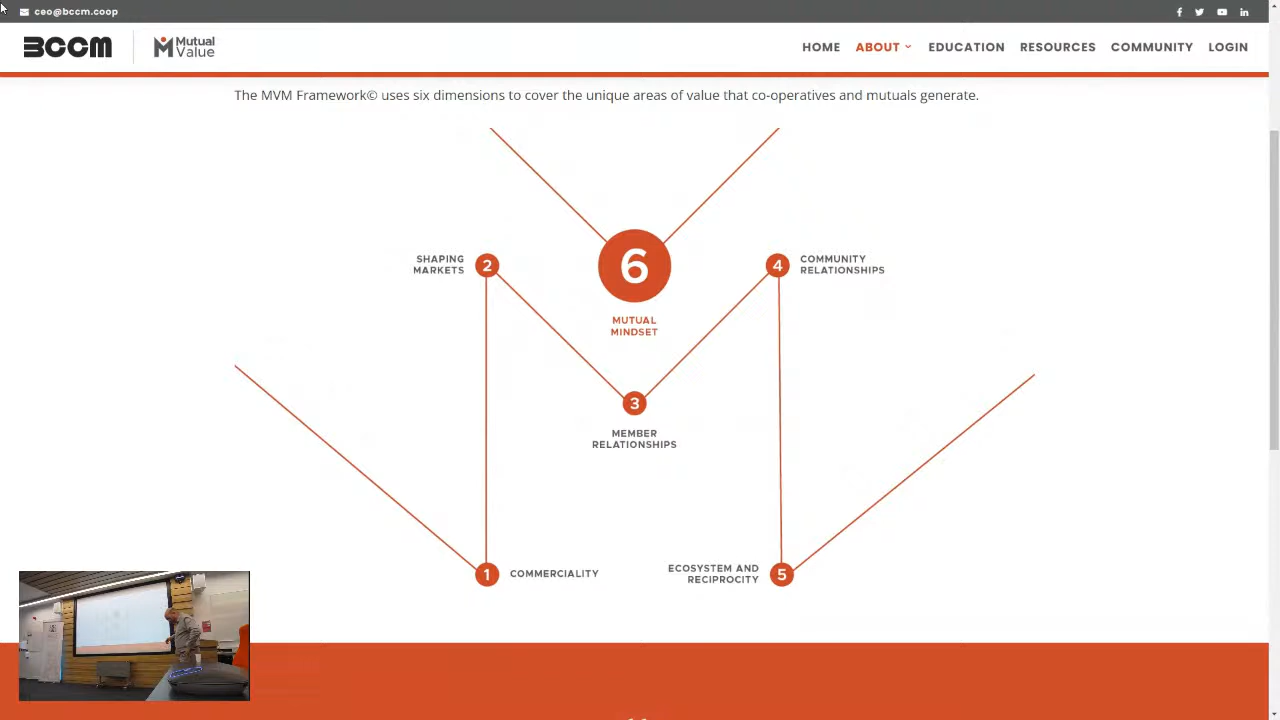 ceo@bccm.coop
BCCM
Mutual
Value
HOME ABOUT EDUCATION RESOURCES COMMUNITY LOGIN
The MVM Framework© uses six dimensions to cover the unique areas of value that co-operatives and mutuals generate.
6
MUTUAL
MINDSET
2
SHAPING
MARKETS
4
COMMUNITY
RELATIONSHIPS
3
MEMBER
RELATIONSHIPS
1
COMMERCIALITY
5
ECOSYSTEM AND
RECIPROCITY